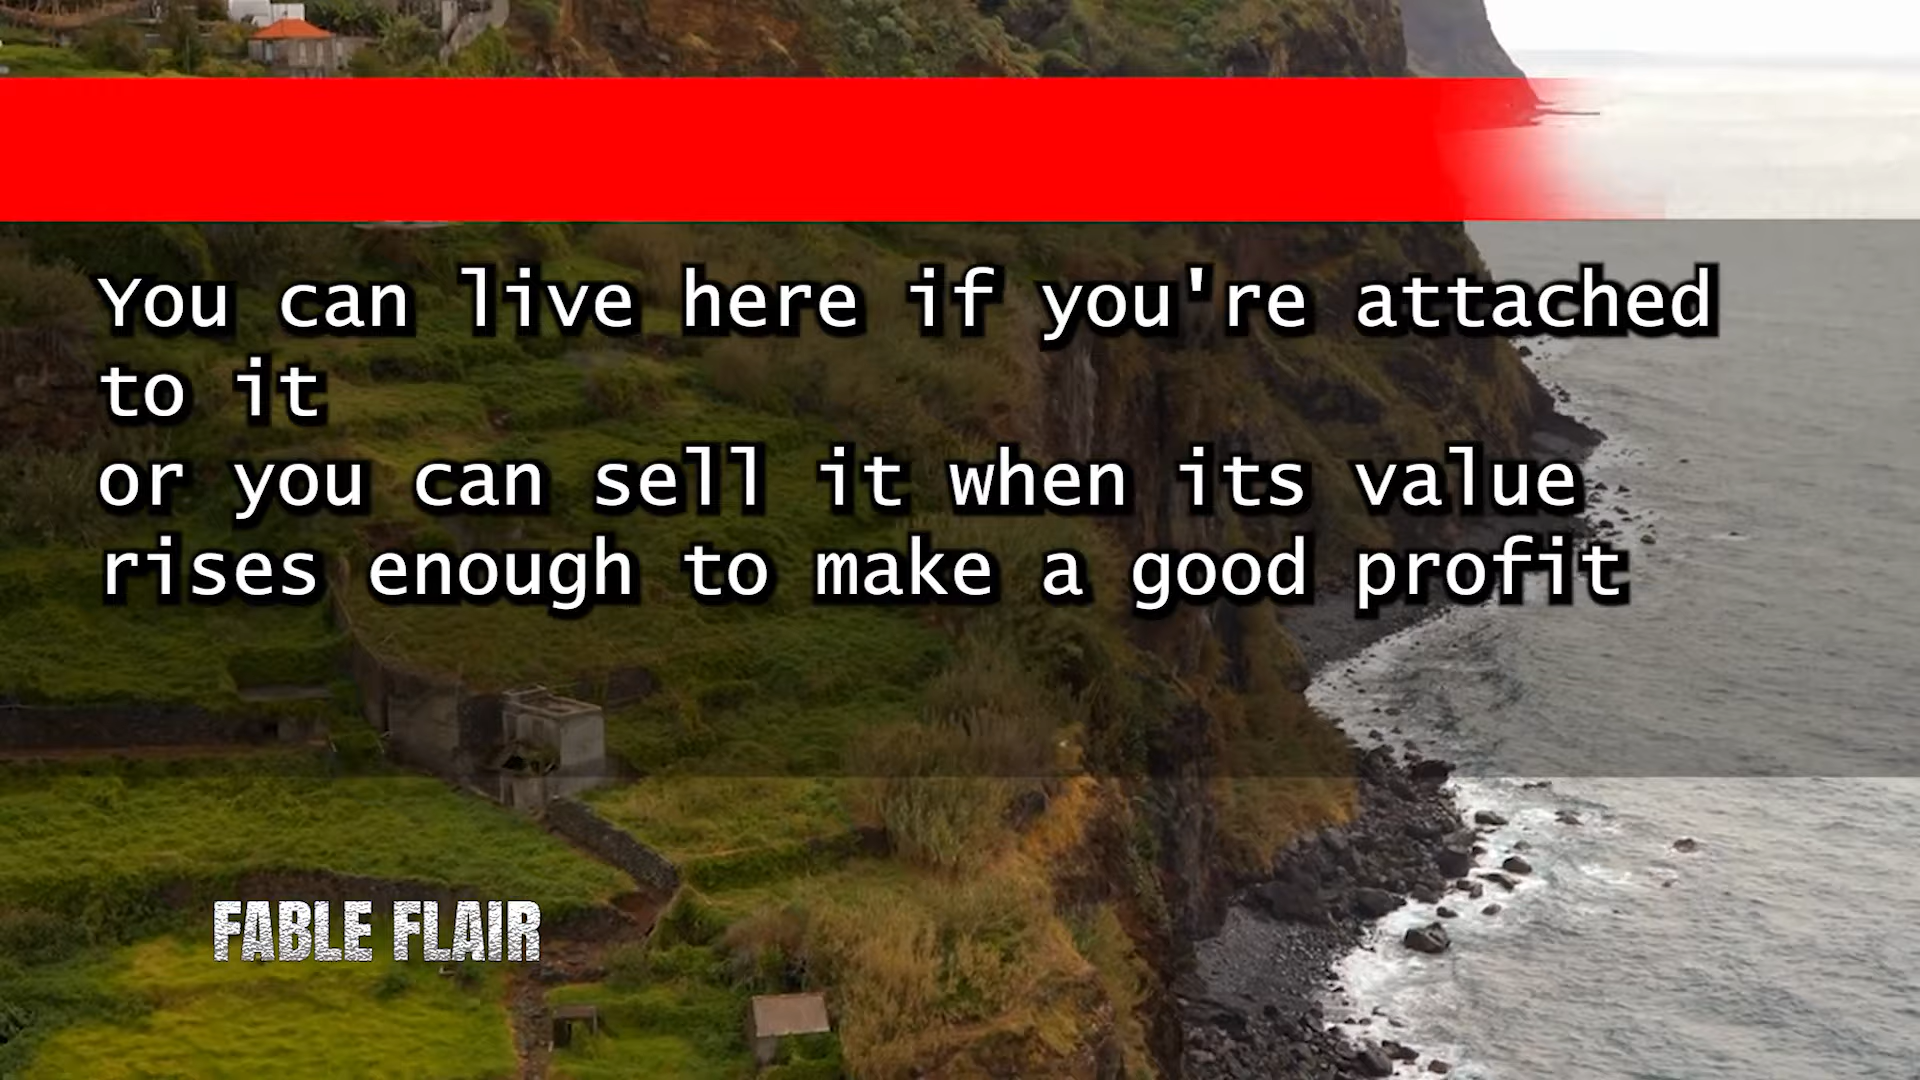 You can live here if you're attached
to it
or you can sell it when its value
rises enough to make a good profit
FABLE FLAIR